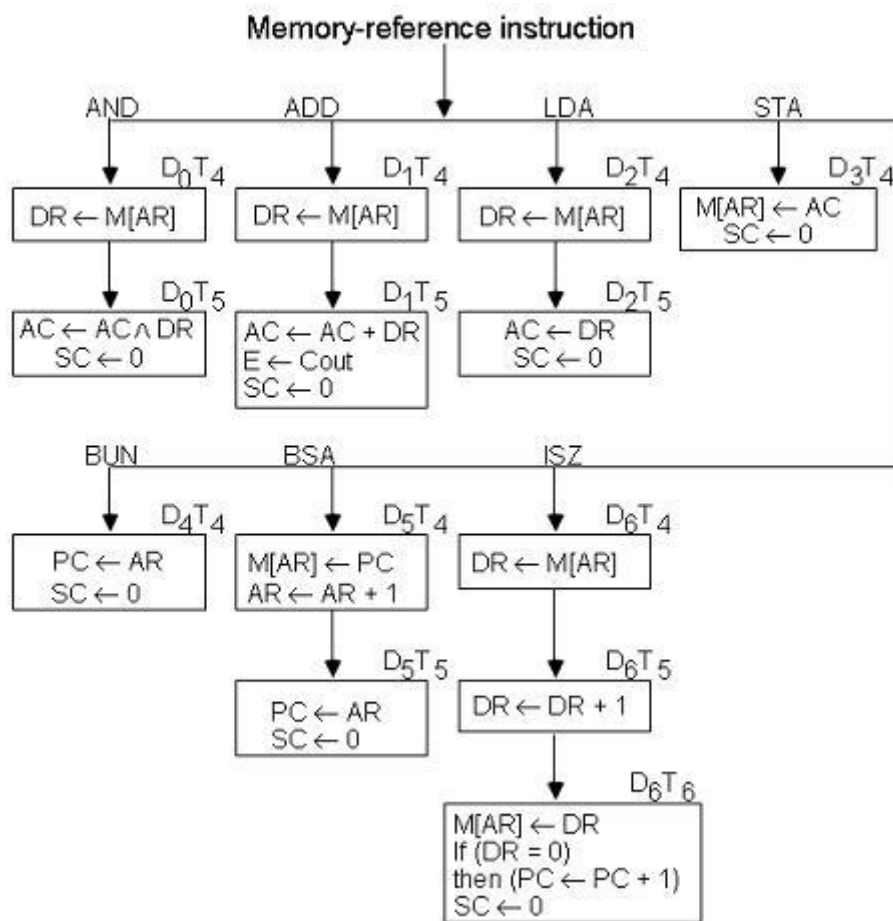 Memory-reference instruction
AND ADD LDA STA
D0T4 D1T4 D2T4 D3T4
DR ← M[AR] DR ← M[AR] DR ← M[AR] M[AR] ← AC
SC ← 0
D0T5 D1T5 D2T5
AC ← AC ∧ DR AC ← AC + DR AC ← DR
SC ← 0 E ← Cout SC ← 0
SC ← 0
BUN BSA ISZ
D4T4 D5T4 D6T4
PC ← AR M[AR] ← PC DR ← M[AR]
SC ← 0 AR ← AR + 1
D5T5 D6T5
PC ← AR DR ← DR + 1
SC ← 0
D6T6
M[AR] ← DR
If (DR = 0)
then (PC ← PC + 1)
SC ← 0